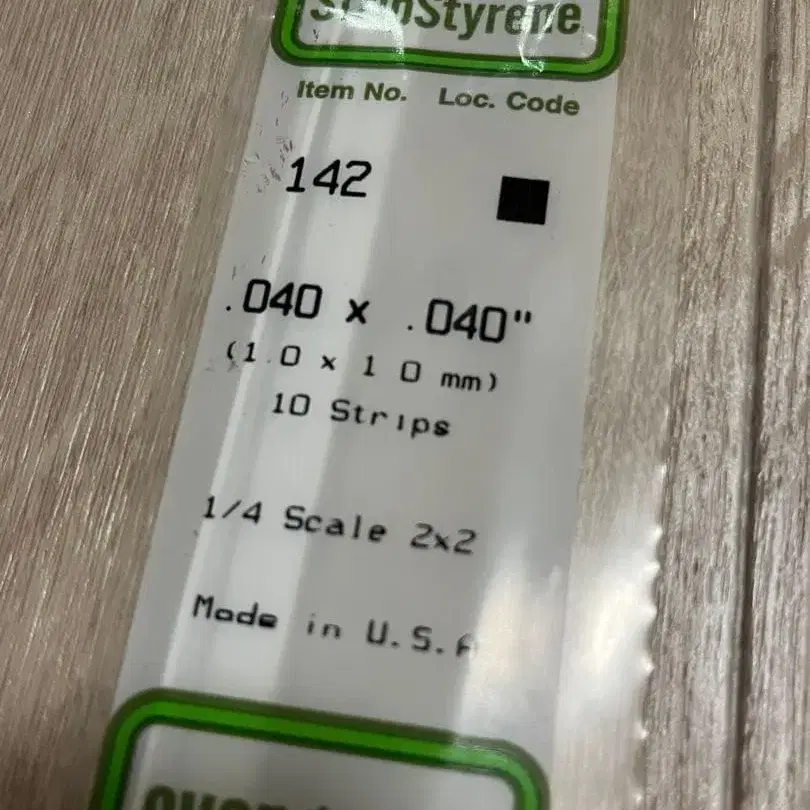 Styrene
Item No. Loc. Code
142
.040 x .040"
(1.0 x 1 0 mm)
10 Strips
1/4 Scale 2x2
Made in U.S.A